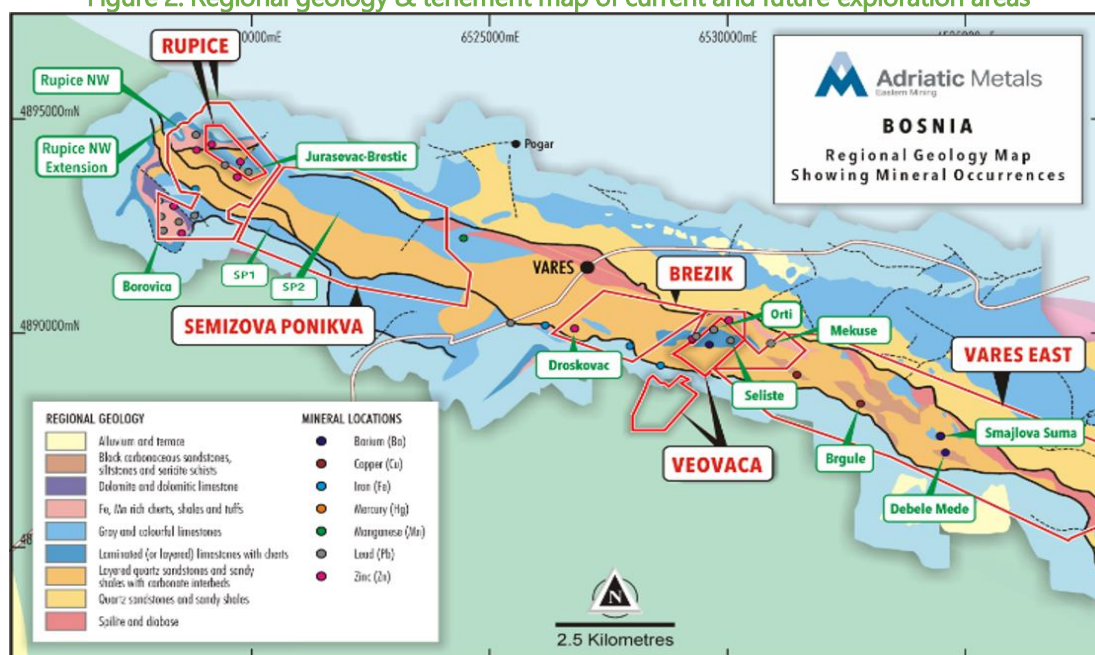 Figure 2. Regional geology & tenement map of current and future exploration areas
RUPICE
6525000mE
6530000mE
Rupice NW
4895000mN
Rupice NW
Extension
Jurasevac-Brestic
Pogar
Adriatic Metals
Eastern Mining
BOSNIA
Regional Geology Map
Showing Mineral Occurrences
Borovica
SP1
SP2
VARES
BREZIK
SEMIZOVA PONIKVA
4890000mN
Orti
Mekuse
VARES EAST
Droskovac
Seliste
VEOVACA
Smajlova Suma
Brgule
Debele Mede
REGIONAL GEOLOGY
Alluvium and terrace
Black carbonaceous sandstones,
siltstones and sericite schists
Dolomite and dolomitic limestone
Fe, Mn rich cherts, shales and tuffs
Gray and colourful limestones
Laminated (or layered) limestones with cherts
Layered quartz sandstones and sandy
shales with carbonate interbeds
Quartz sandstones and sandy shales
Spilite and diabase
MINERAL LOCATIONS
Barium (Ba)
Copper (Cu)
Iron (Fe)
Mercury (Hg)
Manganese (Mn)
Lead (Pb)
Zinc (Zn)
N
2.5 Kilometres